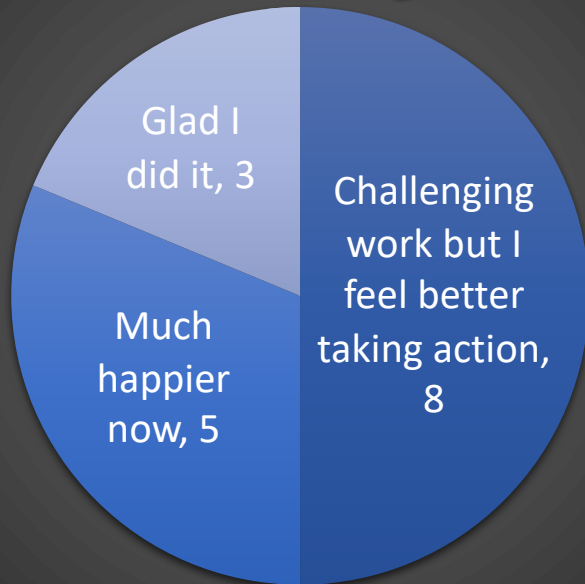 Glad I
did it, 3
Challenging
work but I
feel better
taking action,
8
Much
happier
now, 5